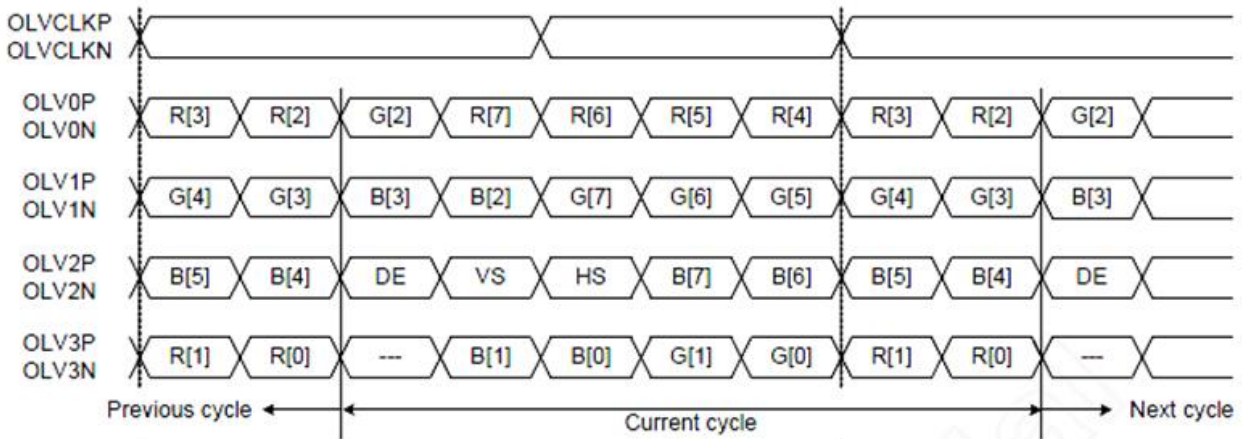 OLVCLKP
OLVCLKN
OLV0P
OLV0N
R[3] R[2] G[2] R[7] R[6] R[5] R[4] R[3] R[2] G[2]
OLV1P
OLV1N
G[4] G[3] B[3] B[2] G[7] G[6] G[5] G[4] G[3] B[3]
OLV2P
OLV2N
B[5] B[4] DE VS HS B[7] B[6] B[5] B[4] DE
OLV3P
OLV3N
R[1] R[0] --- B[1] B[0] G[1] G[0] R[1] R[0] ---
Previous cycle Current cycle Next cycle